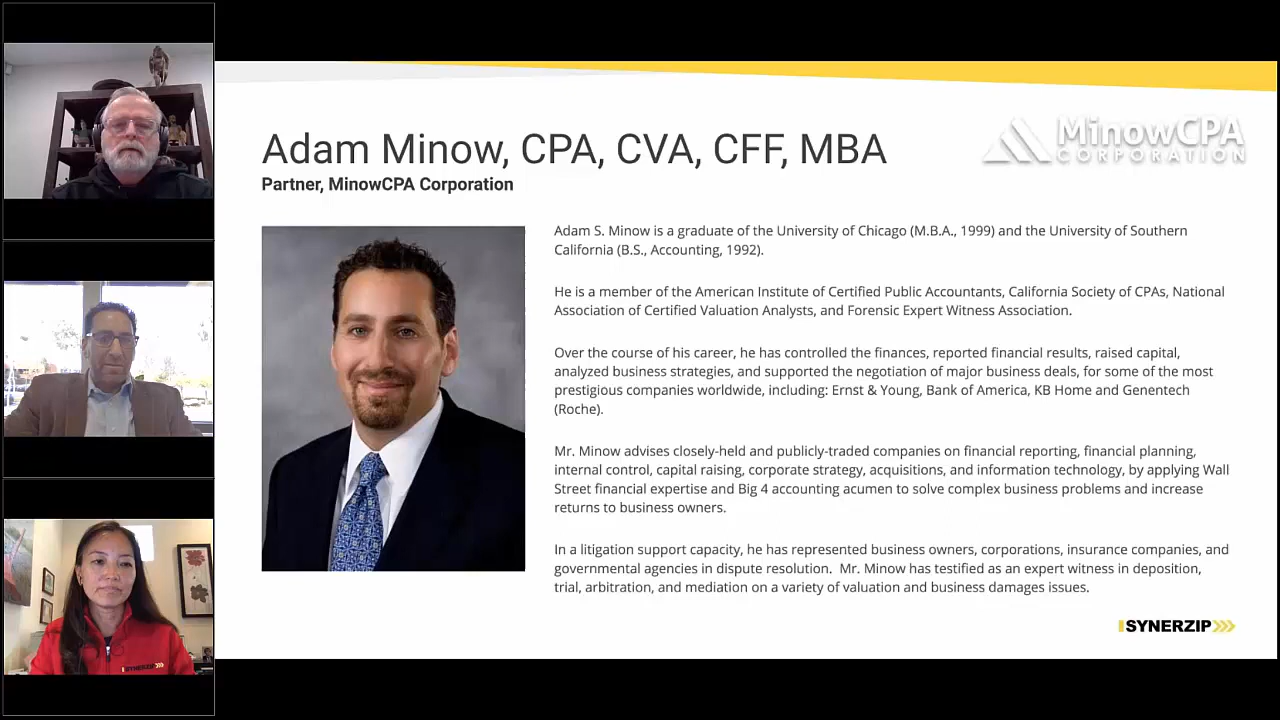 Adam Minow, CPA, CVA, CFF, MBA
Partner, MinowCPA Corporation
MinowCPA
CORPORATION
Adam S. Minow is a graduate of the University of Chicago (M.B.A., 1999) and the University of Southern
California (B.S., Accounting, 1992).
He is a member of the American Institute of Certified Public Accountants, California Society of CPAs, National
Association of Certified Valuation Analysts, and Forensic Expert Witness Association.
Over the course of his career, he has controlled the finances, reported financial results, raised capital,
analyzed business strategies, and supported the negotiation of major business deals, for some of the most
prestigious companies worldwide, including: Ernst & Young, Bank of America, KB Home and Genentech
(Roche).
Mr. Minow advises closely-held and publicly-traded companies on financial reporting, financial planning,
internal control, capital raising, corporate strategy, acquisitions, and information technology, by applying Wall
Street financial expertise and Big 4 accounting acumen to solve complex business problems and increase
returns to business owners.
In a litigation support capacity, he has represented business owners, corporations, insurance companies, and
governmental agencies in dispute resolution.  Mr. Minow has testified as an expert witness in deposition,
trial, arbitration, and mediation on a variety of valuation and business damages issues.
SYNERZIP
SYNERZIP